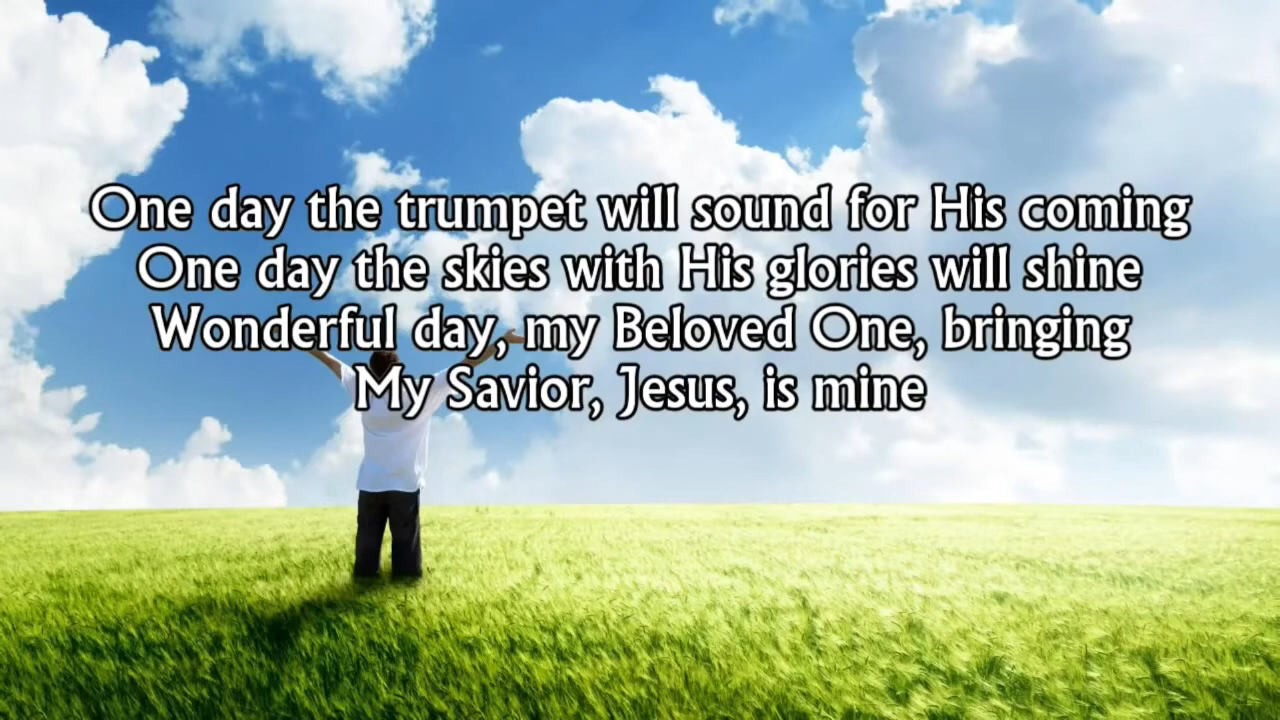 One day the trumpet will sound for His coming
One day the skies with His glories will shine
Wonderful day, my Beloved One, bringing
My Savior, Jesus, is mine